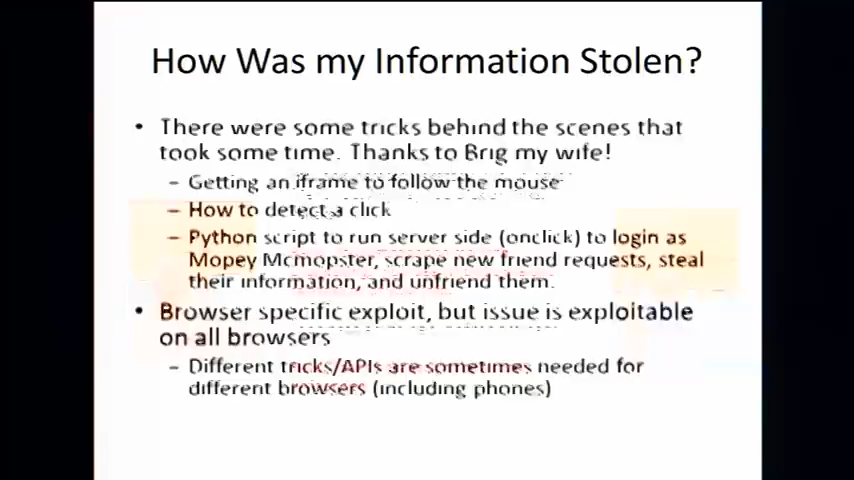 How Was my Information Stolen?
• There were some tricks behind the scenes that
took some time. Thanks to Brig my wife!
– Getting an iframe to follow the mouse
– How to detect a click
– Python script to run server side (onclick) to login as
Mopey Mcmopster, scrape new friend requests, steal
their information, and unfriend them.
• Browser specific exploit, but issue is exploitable
on all browsers
– Different tricks/APIs are sometimes needed for
different browsers (including phones)